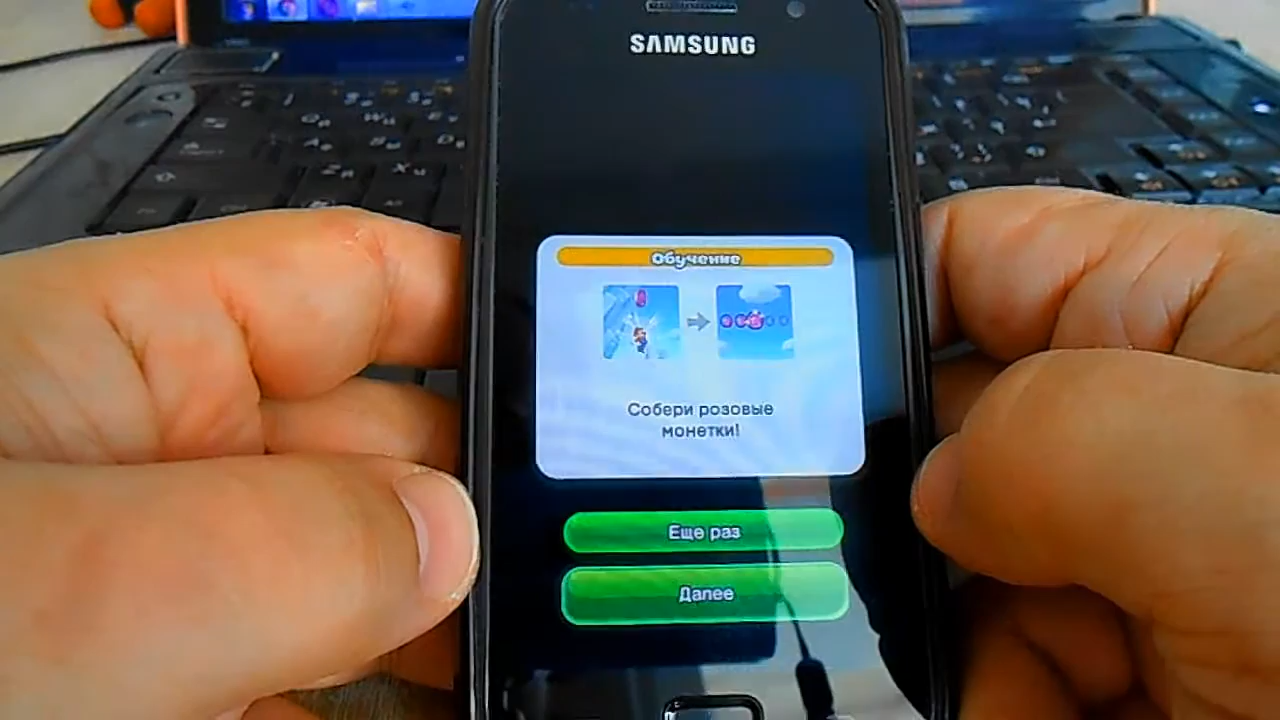 SAMSUNG
Обучение
Собери розовые
монетки!
Еще раз
Далее